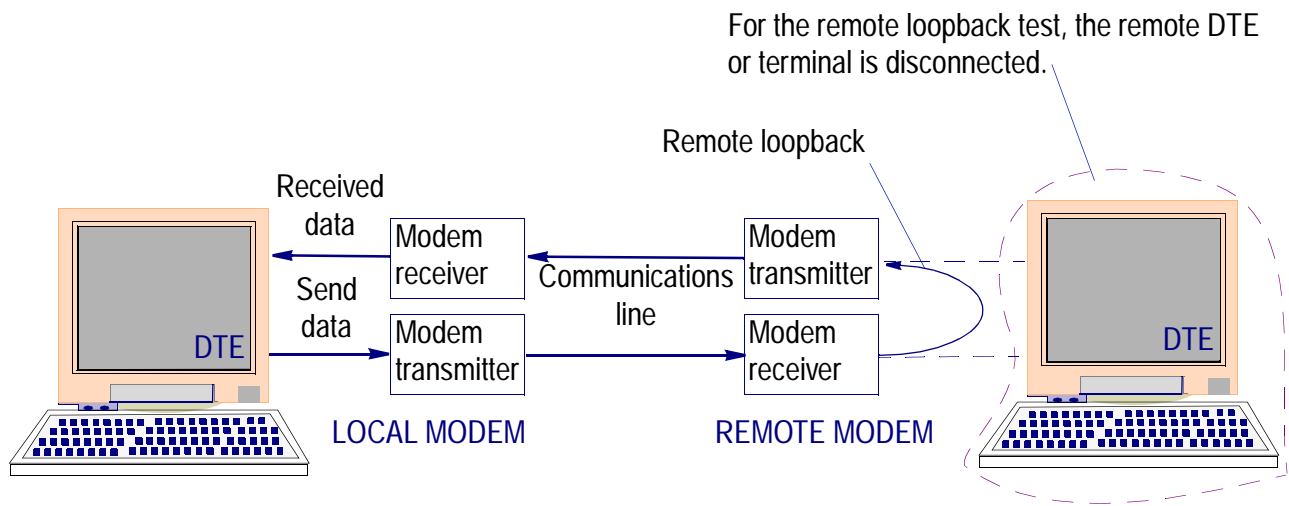 For the remote loopback test, the remote DTE
or terminal is disconnected.
Remote loopback
Received
data
Send
data
DTE
Modem
receiver
Modem
transmitter
LOCAL MODEM
Communications
line
Modem
transmitter
Modem
receiver
REMOTE MODEM
DTE